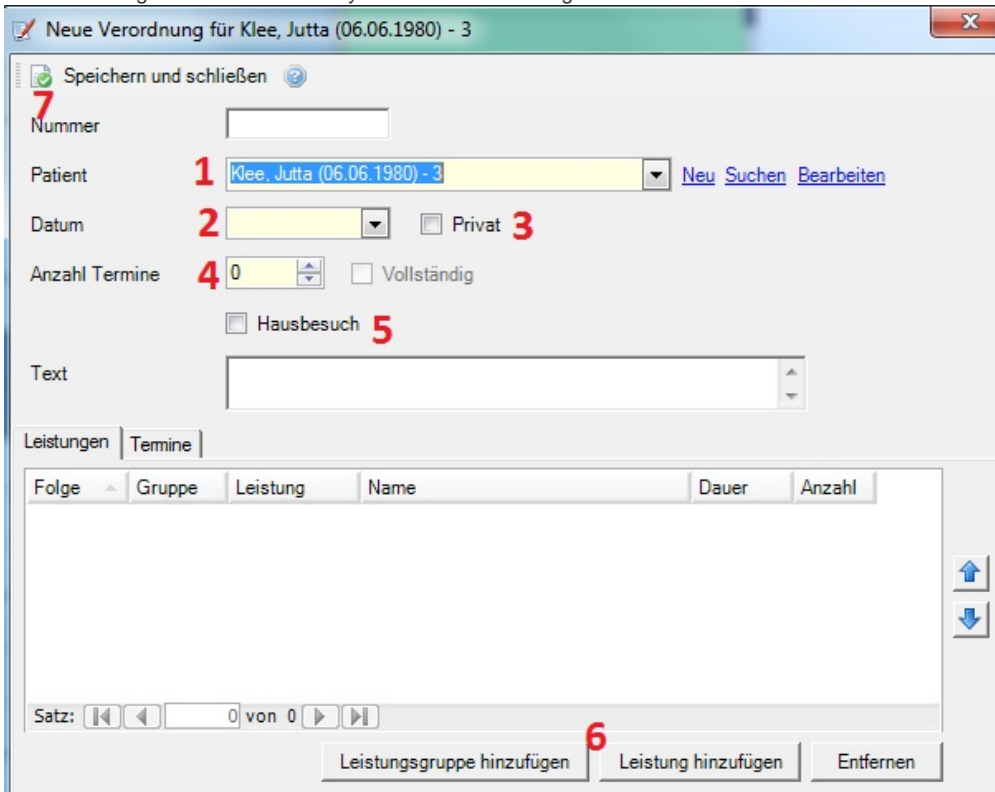 Neue Verordnung für Klee, Jutta (06.06.1980) - 3
Speichern und schließen
7
Nummer
Patient 1 Klee, Jutta (06.06.1980) - 3 Neu Suchen Bearbeiten
Datum 2 Privat 3
Anzahl Termine 4 0 Vollständig
Hausbesuch 5
Text
Leistungen Termine
Folge Gruppe Leistung Name Dauer Anzahl
Satz: 0 von 0
6
Leistungsgruppe hinzufügen Leistung hinzufügen Entfernen